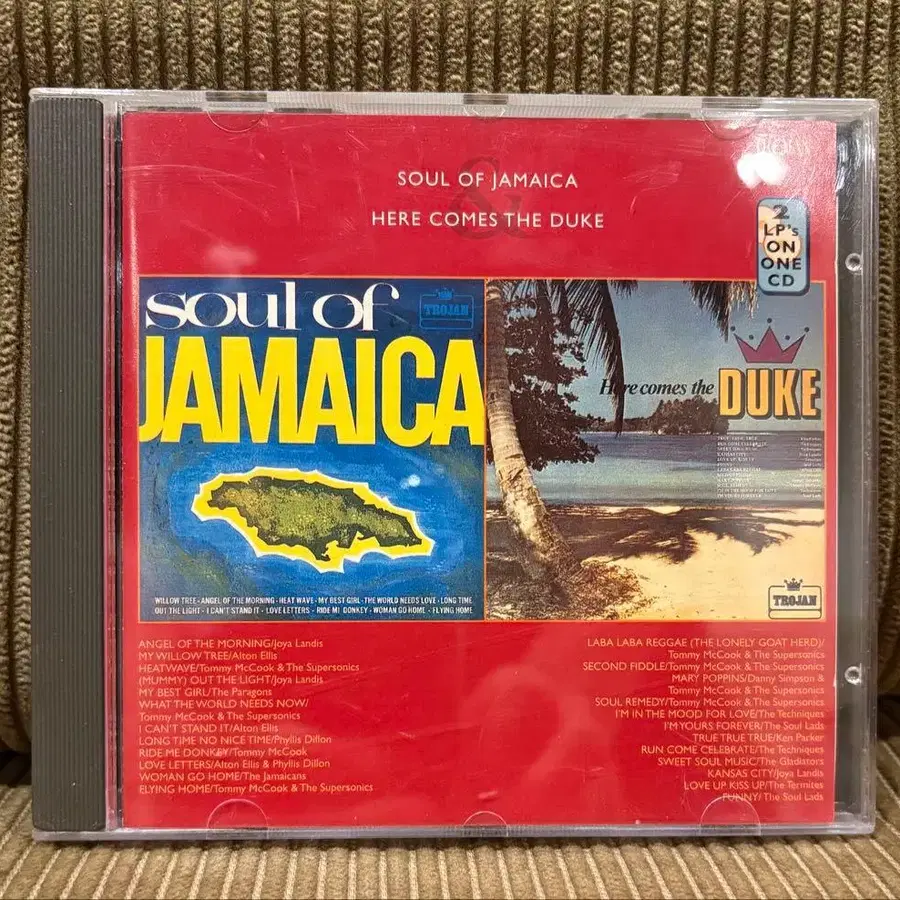 SOUL OF JAMAICA
&
HERE COMES THE DUKE
2
LP's
ON
ONE
CD
soul of
TROJAN
JAMAICA
WILLOW TREE - ANGEL OF THE MORNING - HEAT WAVE - MY BEST GIRL - THE WORLD NEEDS LOVE - LONG TIME
OUT THE LIGHT - I CAN'T STAND IT - LOVE LETTERS - RIDE MI DONKEY - WOMAN GO HOME - FLYING HOME
Here comes the
DUKE
TROJAN
ANGEL OF THE MORNING/Joya Landis
MY WILLOW TREE/Alton Ellis
HEATWAVE/Tommy McCook & The Supersonics
(MUMMY) OUT THE LIGHT/Joya Landis
MY BEST GIRL/The Paragons
WHAT THE WORLD NEEDS NOW/
Tommy McCook & The Supersonics
I CAN'T STAND IT/Alton Ellis
LONG TIME NO NICE TIME/Phyllis Dillon
RIDE ME DONKEY/Tommy McCook
LOVE LETTERS/Alton Ellis & Phyllis Dillon
WOMAN GO HOME/The Jamaicans
FLYING HOME/Tommy McCook & The Supersonics
LABA LABA REGGAE (THE LONELY GOAT HERD)/
Tommy McCook & The Supersonics
SECOND FIDDLE/Tommy McCook & The Supersonics
MARY POPPINS/Danny Simpson &
Tommy McCook & The Supersonics
SOUL REMEDY/Tommy McCook & The Supersonics
I'M IN THE MOOD FOR LOVE/The Techniques
I'M YOURS FOREVER/The Soul Lads
TRUE TRUE TRUE/Ken Parker
RUN COME CELEBRATE/The Techniques
SWEET SOUL MUSIC/The Gladiators
KANSAS CITY/Joya Landis
LOVE UP KISS UP/The Termites
FUNNY/The Soul Lads